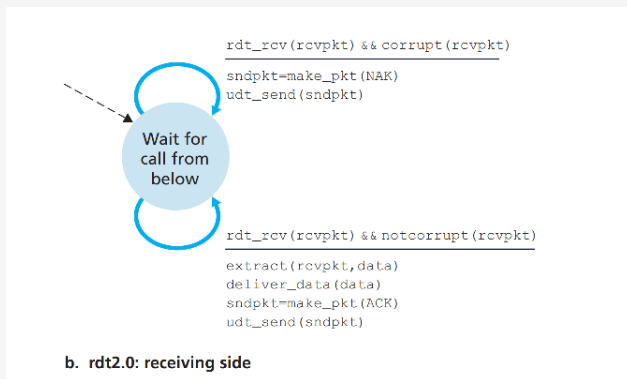 rdt_rcv(rcvpkt) && corrupt(rcvpkt)
sndpkt=make_pkt(NAK)
udt_send(sndpkt)
Wait for
call from
below
rdt_rcv(rcvpkt) && notcorrupt(rcvpkt)
extract(rcvpkt,data)
deliver_data(data)
sndpkt=make_pkt(ACK)
udt_send(sndpkt)
b. rdt2.0: receiving side